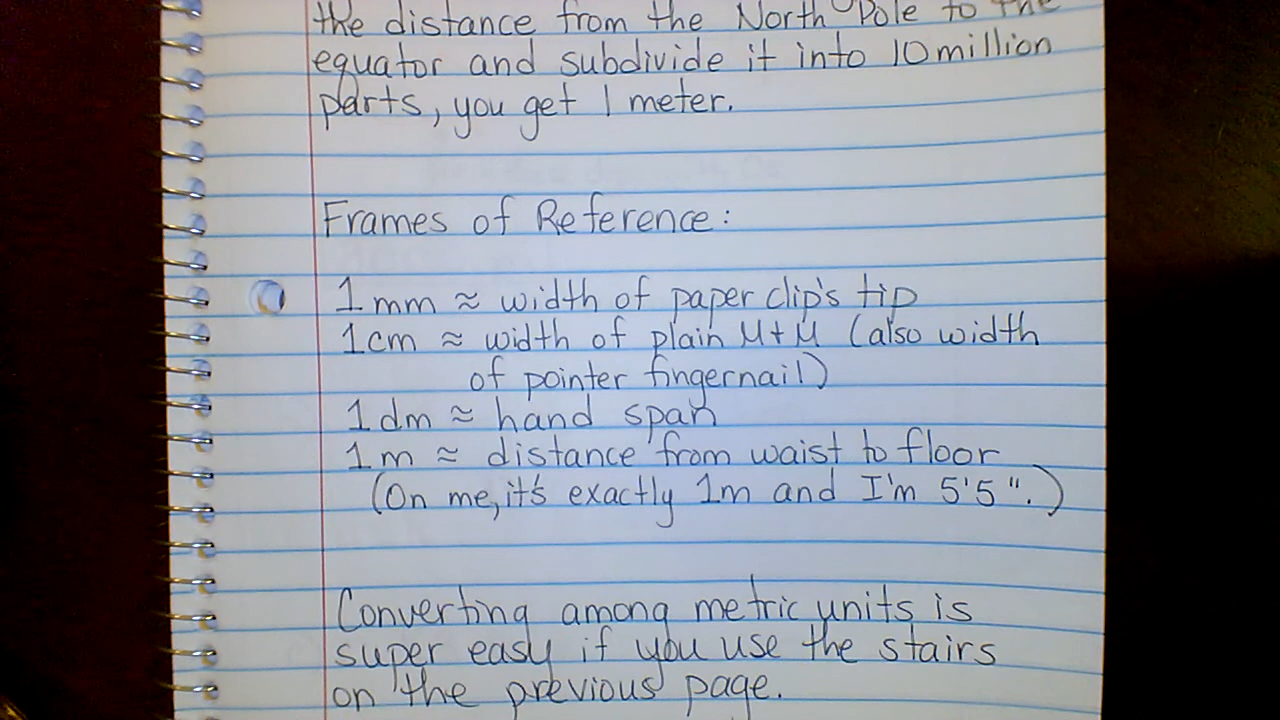 the distance from the North Pole to the
equator and subdivide it into 10 million
parts, you get 1 meter.
Frames of Reference:
1 mm ≈ width of paper clip's tip
1 cm ≈ width of plain M+M (also width
of pointer fingernail)
1 dm ≈ hand span
1 m ≈ distance from waist to floor
(On me, it's exactly 1m and I'm 5'5".)
Converting among metric units is
super easy if you use the stairs
on the previous page.